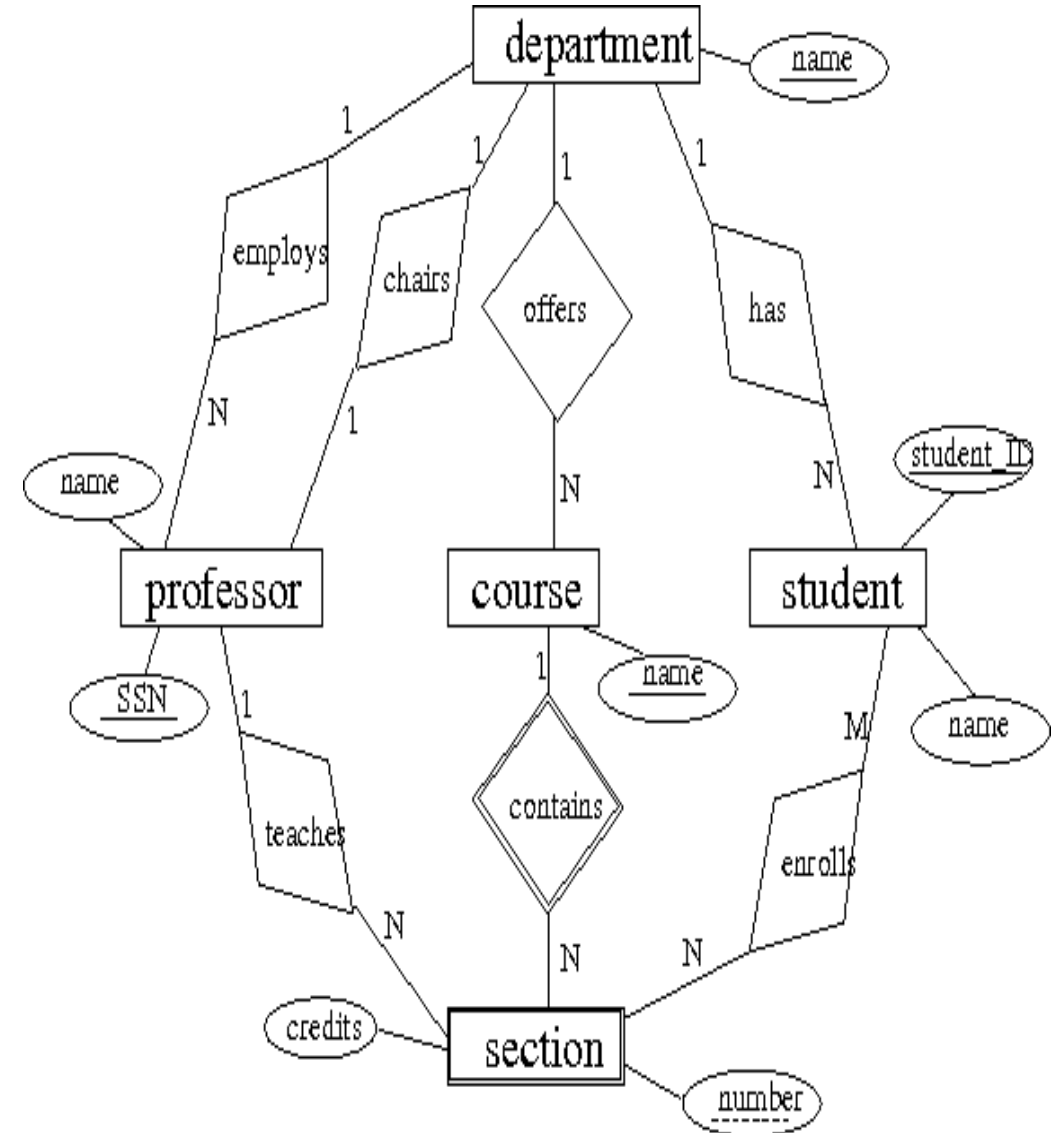 department
name
1
1
1
1
employs
chairs
offers
has
N
1
N
N
name
student_ID
professor
course
student
SSN
name
name
1
1
M
teaches
contains
enrolls
N
N
N
credits
section
number